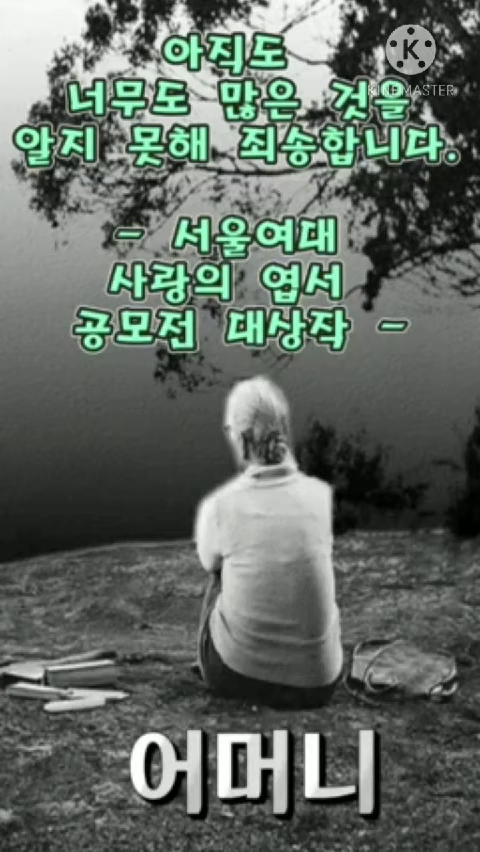 아직도
너무도 많은 것을
알지 못해 죄송합니다.
- 서울여대
사랑의 엽서
공모전 대상작 -
어머니
K
KINEMASTER